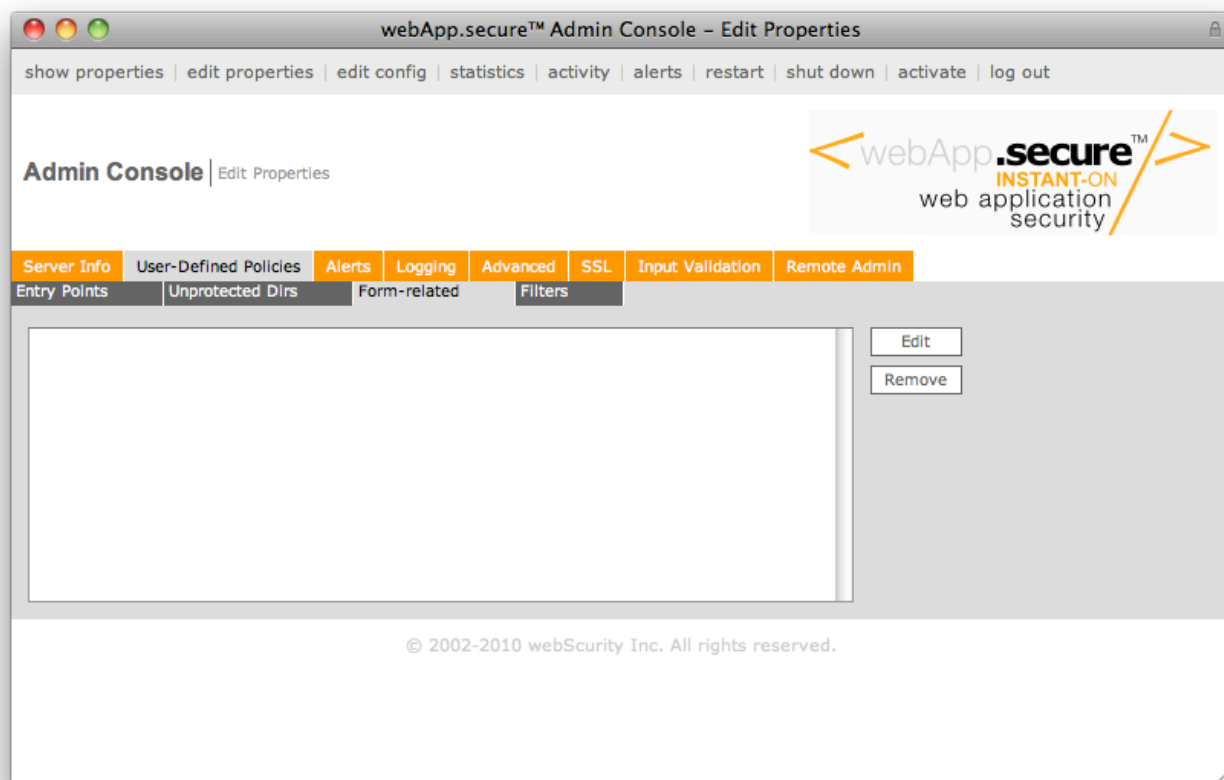 webApp.secure™ Admin Console – Edit Properties
show properties | edit properties | edit config | statistics | activity | alerts | restart | shut down | activate | log out
Admin Console | Edit Properties
<webApp.secure™/>
INSTANT-ON
web application
security
Server Info User-Defined Policies Alerts Logging Advanced SSL Input Validation Remote Admin
Entry Points Unprotected Dirs Form-related Filters
Edit
Remove
© 2002-2010 webScurity Inc. All rights reserved.